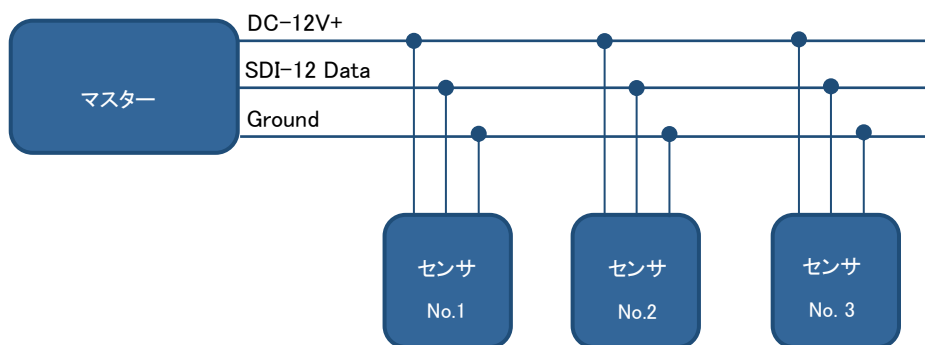 DC-12V+
SDI-12 Data
マスター
Ground
センサ
No.1
センサ
No.2
センサ
No. 3